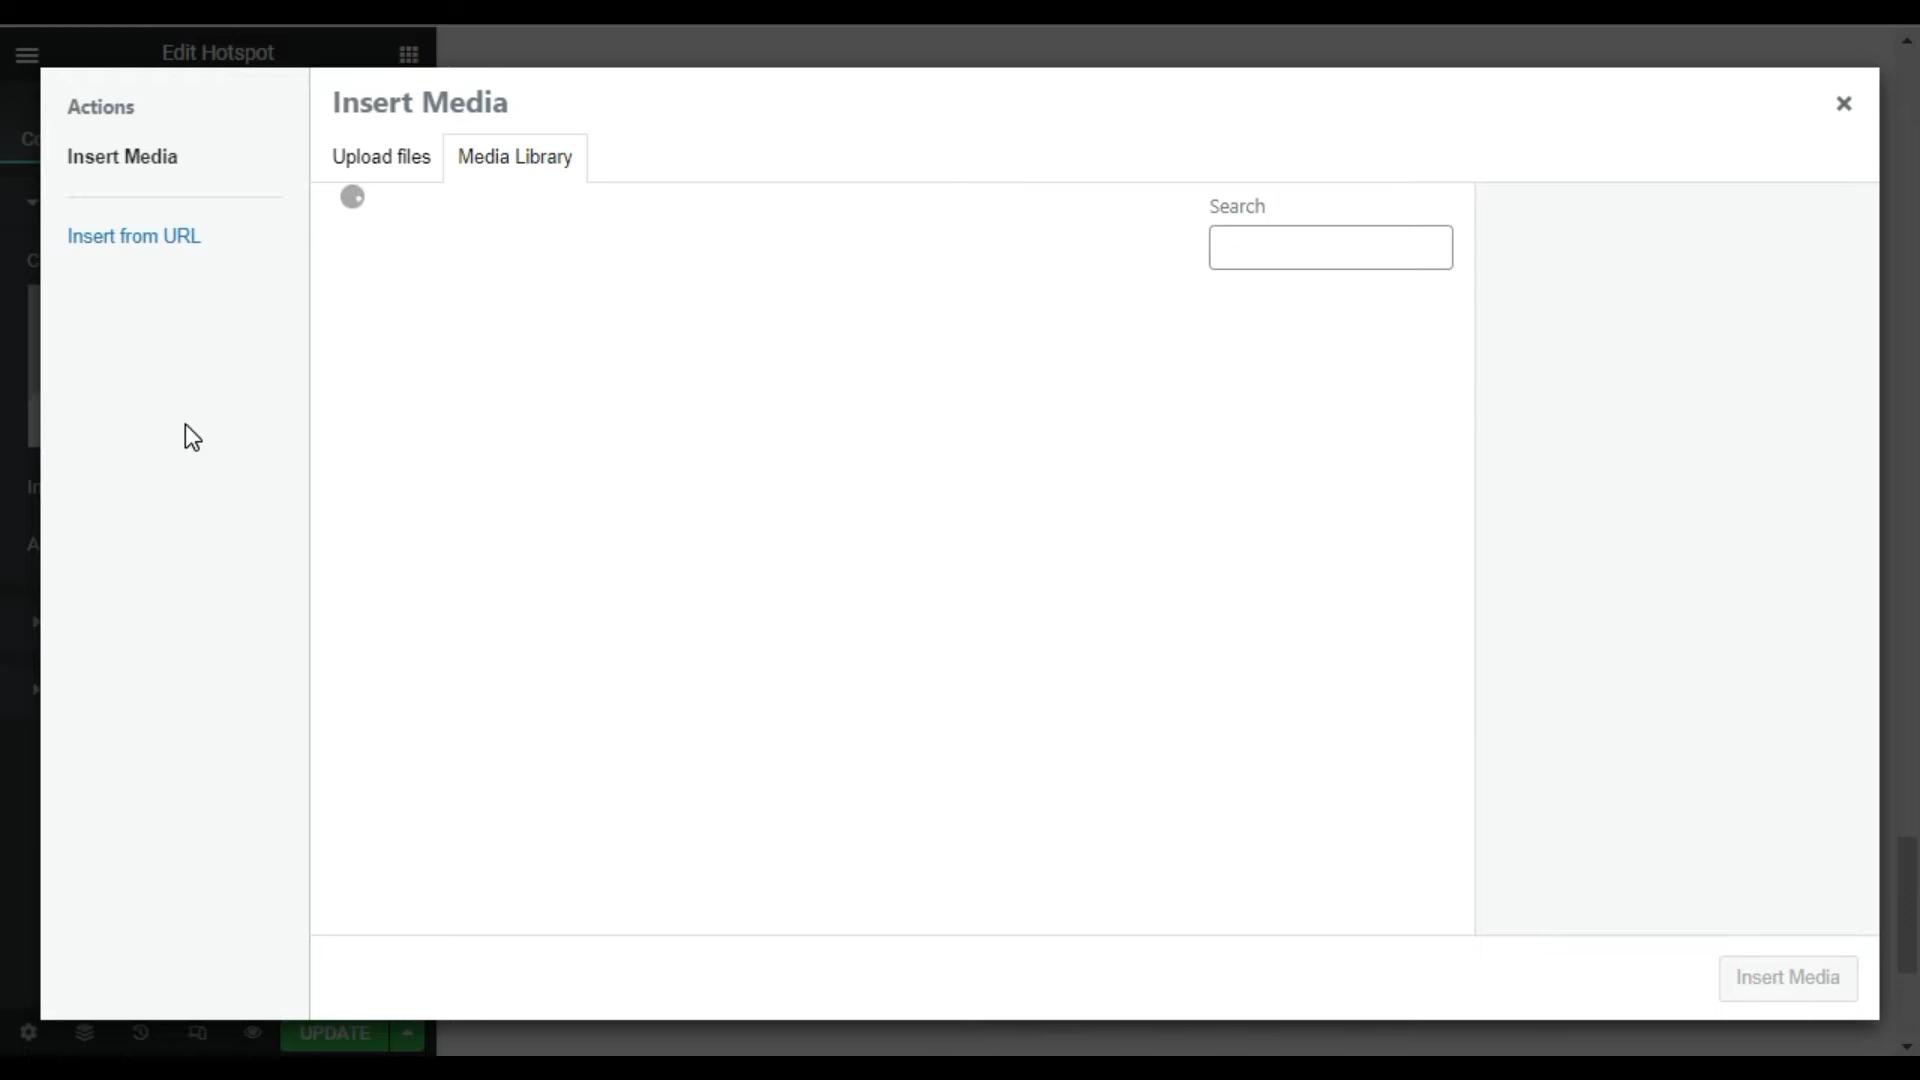 Edit Hotspot
Actions
Insert Media
Insert from URL
Insert Media
Upload files
Media Library
Search
Insert Media
UPDATE